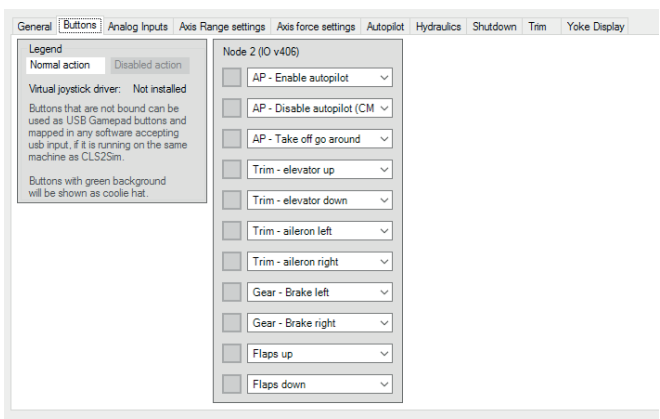 General Buttons Analog Inputs Axis Range settings Axis force settings Autopilot Hydraulics Shutdown Trim Yoke Display
Legend
Normal action Disabled action
Virtual joystick driver: Not installed
Buttons that are not bound can be
used as USB Gamepad buttons and
mapped in any software accepting
usb input, if it is running on the same
machine as CLS2Sim.
Buttons with green background
will be shown as coolie hat.
Node 2 (IO v406)
AP - Enable autopilot
AP - Disable autopilot (CM
AP - Take off go around
Trim - elevator up
Trim - elevator down
Trim - aileron left
Trim - aileron right
Gear - Brake left
Gear - Brake right
Flaps up
Flaps down